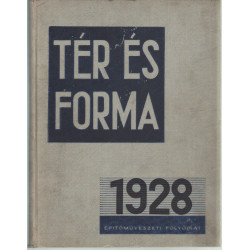 TÉR ÉS
FORMA
1928
ÉPÍTŐMŰVÉSZETI FOLYÓIRAT